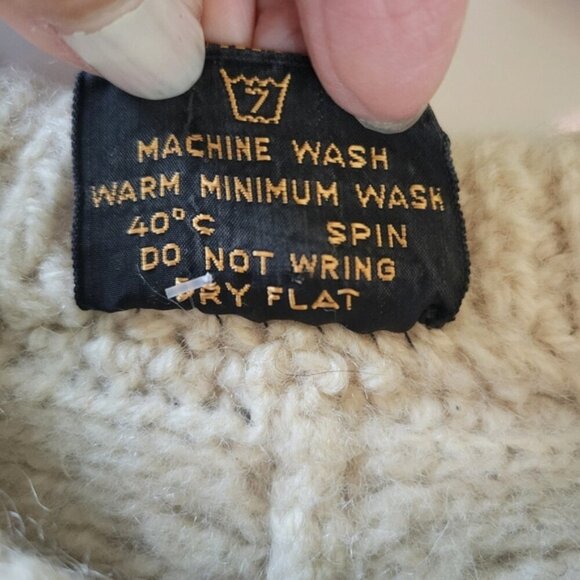 7
MACHINE WASH
WARM MINIMUM WASH
40°C SPIN
DO NOT WRING
DRY FLAT